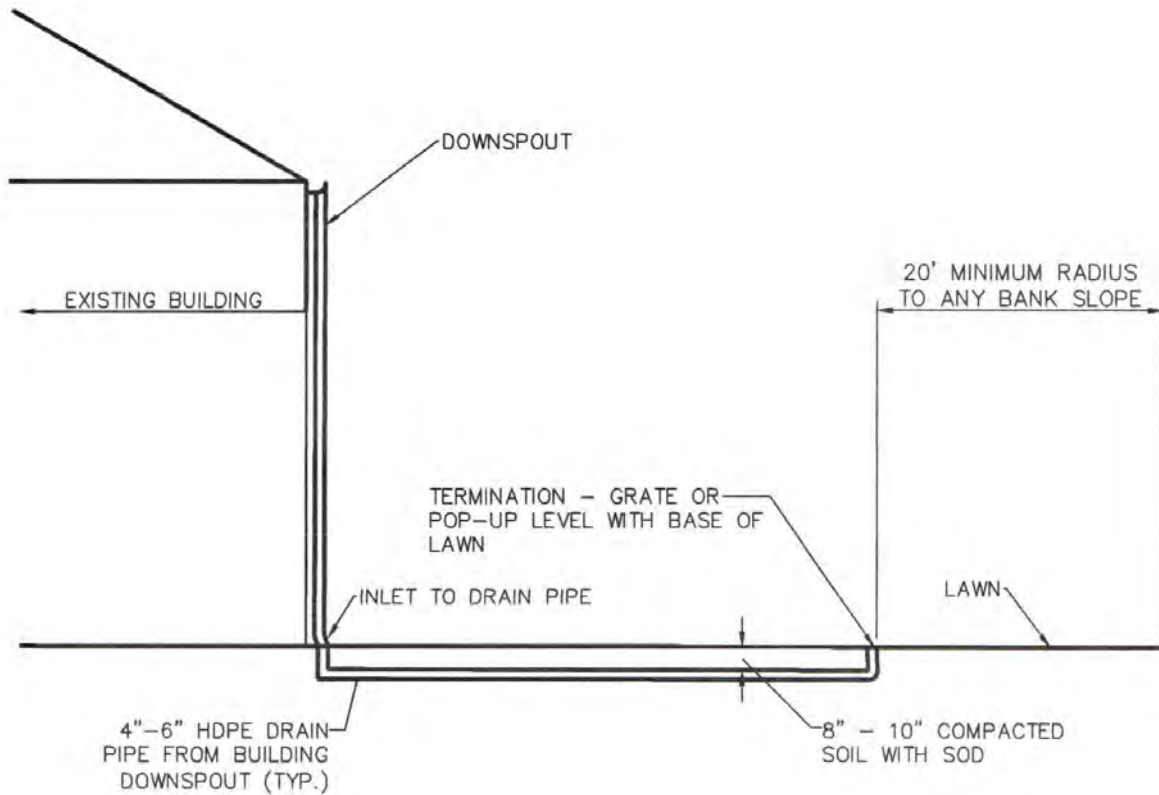 DOWNSPOUT
EXISTING BUILDING
20' MINIMUM RADIUS
TO ANY BANK SLOPE
TERMINATION - GRATE OR
POP-UP LEVEL WITH BASE OF
LAWN
INLET TO DRAIN PIPE
LAWN
4"-6" HDPE DRAIN
PIPE FROM BUILDING
DOWNSPOUT (TYP.)
8" - 10" COMPACTED
SOIL WITH SOD